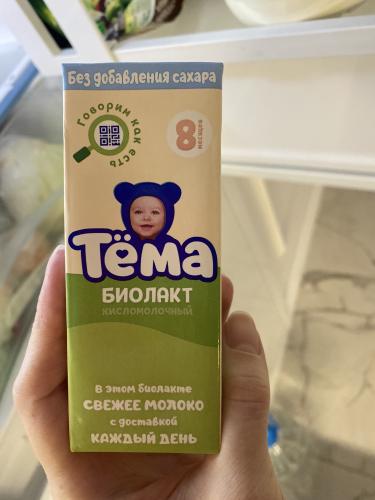 Без добавления сахара
Говорим как есть
8
месяцев
Тёма
БИОЛАКТ
КИСЛОМОЛОЧНЫЙ
В этом биолакте
СВЕЖЕЕ МОЛОКО
с доставкой
КАЖДЫЙ ДЕНЬ